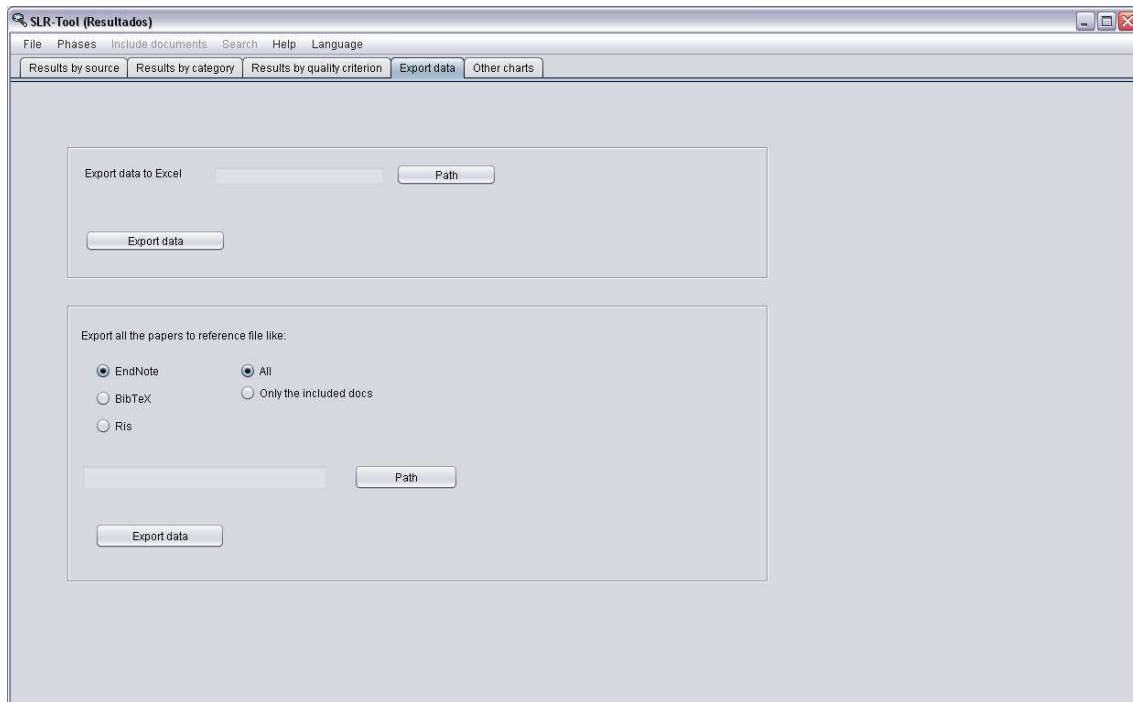 SLR-Tool (Resultados)
File Phases Include documents Search Help Language
Results by source Results by category Results by quality criterion Export data Other charts
Export data to Excel Path
Export data
Export all the papers to reference file like:
EndNote All
BibTeX Only the included docs
Ris
Path
Export data